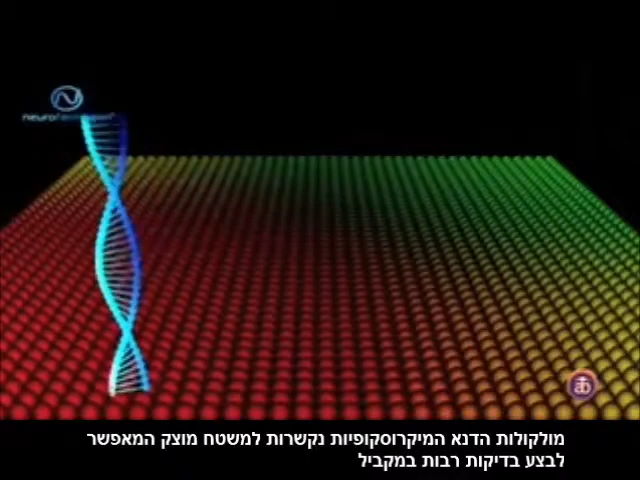 מולקולות הדנא המיקרוסקופיות נקשרות למשטח מוצק המאפשר
לבצע בדיקות רבות במקביל